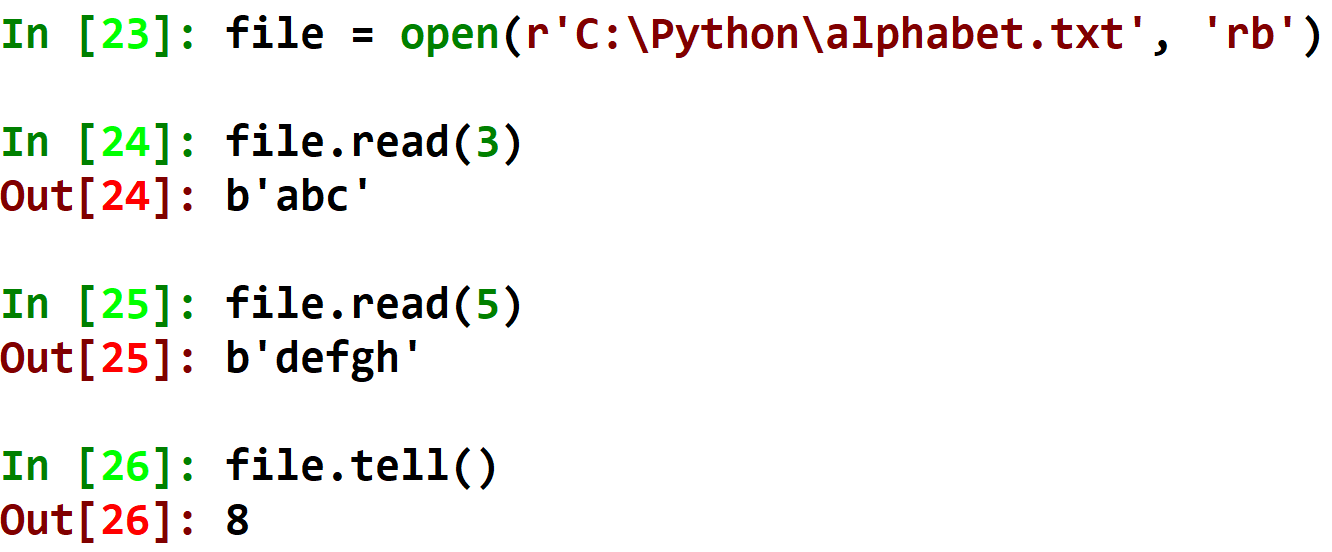 In [23]: file = open(r'C:\Python\alphabet.txt', 'rb')
In [24]: file.read(3)
Out[24]: b'abc'
In [25]: file.read(5)
Out[25]: b'defgh'
In [26]: file.tell()
Out[26]: 8